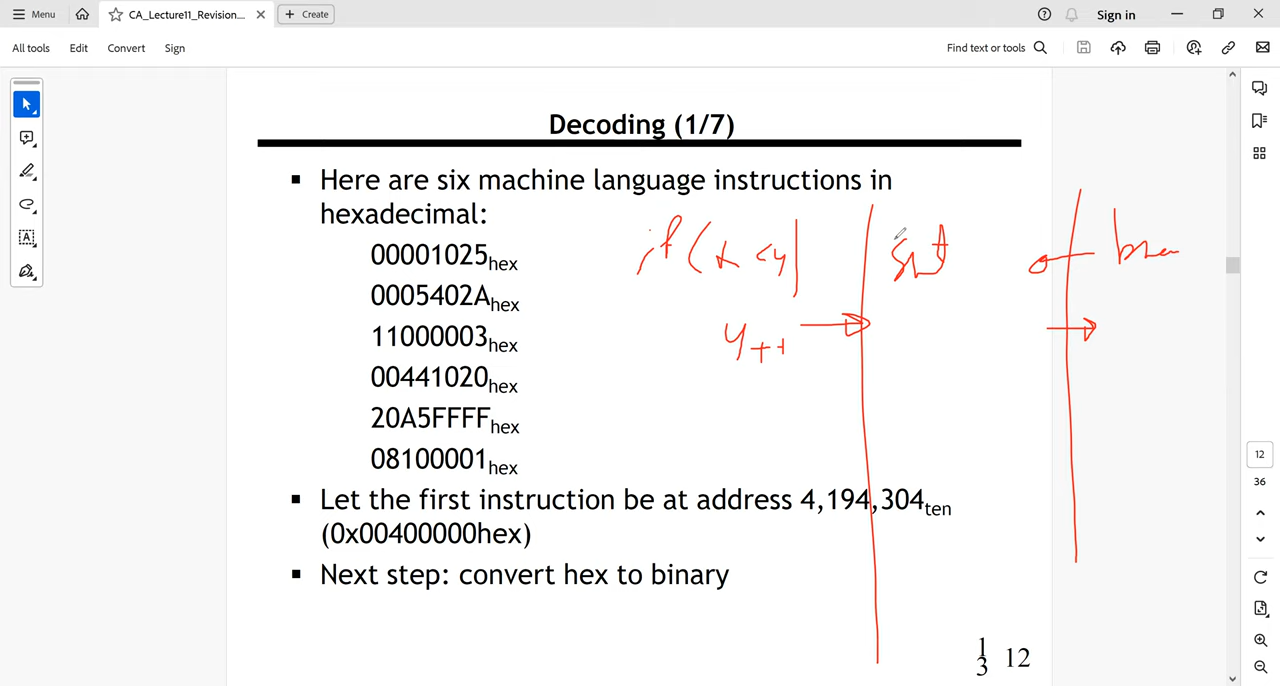 Menu CA_Lecture11_Revision... Create Sign in
All tools Edit Convert Sign Find text or tools
Decoding (1/7)
▪ Here are six machine language instructions in
hexadecimal:
00001025hex
0005402Ahex
11000003hex
00441020hex
20A5FFFFhex
08100001hex
if(x<y)
y++
▪ Let the first instruction be at address 4,194,304ten
(0x00400000hex)
▪ Next step: convert hex to binary
1
3 12
12
36